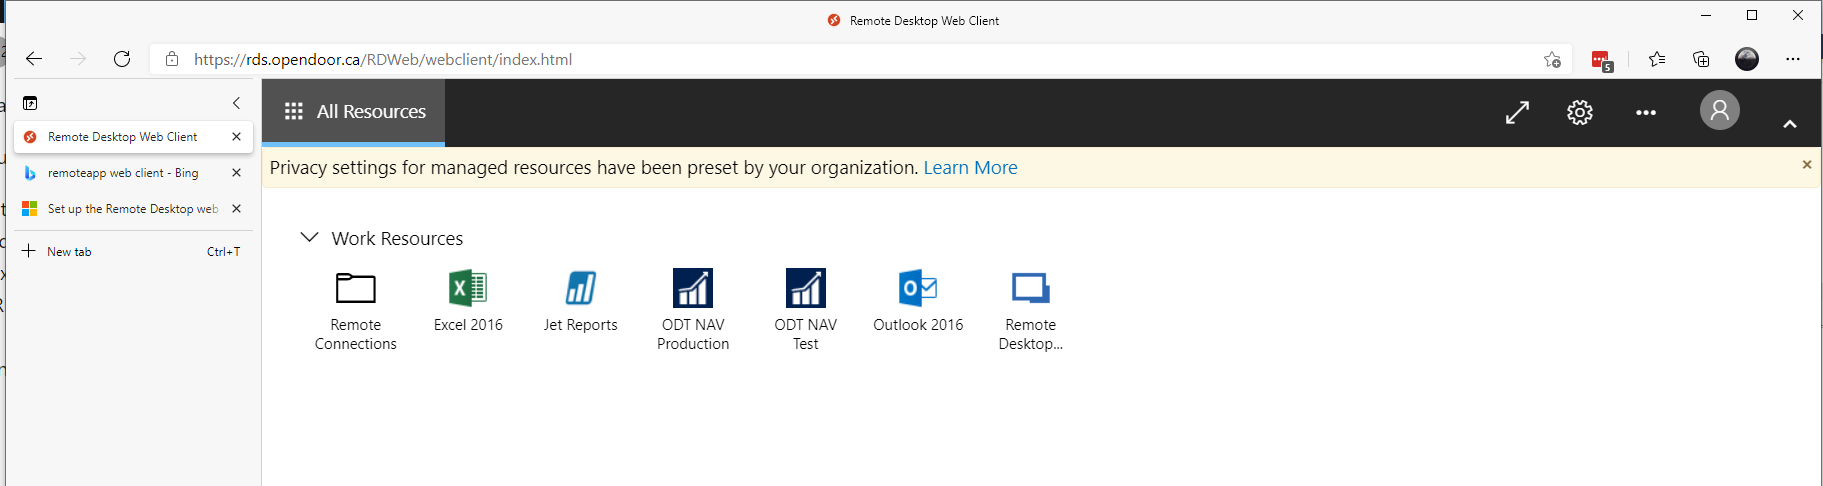 Remote Desktop Web Client
https://rds.opendoor.ca/RDWeb/webclient/index.html
5
Remote Desktop Web Client
remoteapp web client - Bing
Set up the Remote Desktop web
New tab Ctrl+T
All Resources
Privacy settings for managed resources have been preset by your organization. Learn More
Work Resources
Remote
Connections
Excel 2016
Jet Reports
ODT NAV
Production
ODT NAV
Test
Outlook 2016
Remote
Desktop...